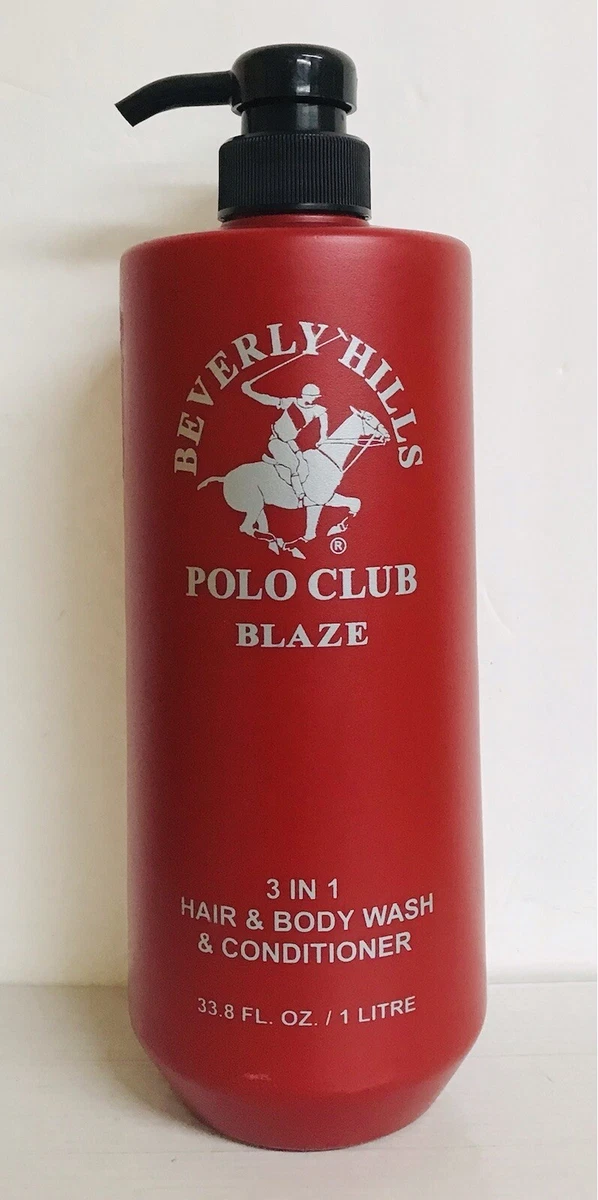 BEVERLY HILLS
®
POLO CLUB
BLAZE
3 IN 1
HAIR & BODY WASH
& CONDITIONER
33.8 FL. OZ. / 1 LITRE